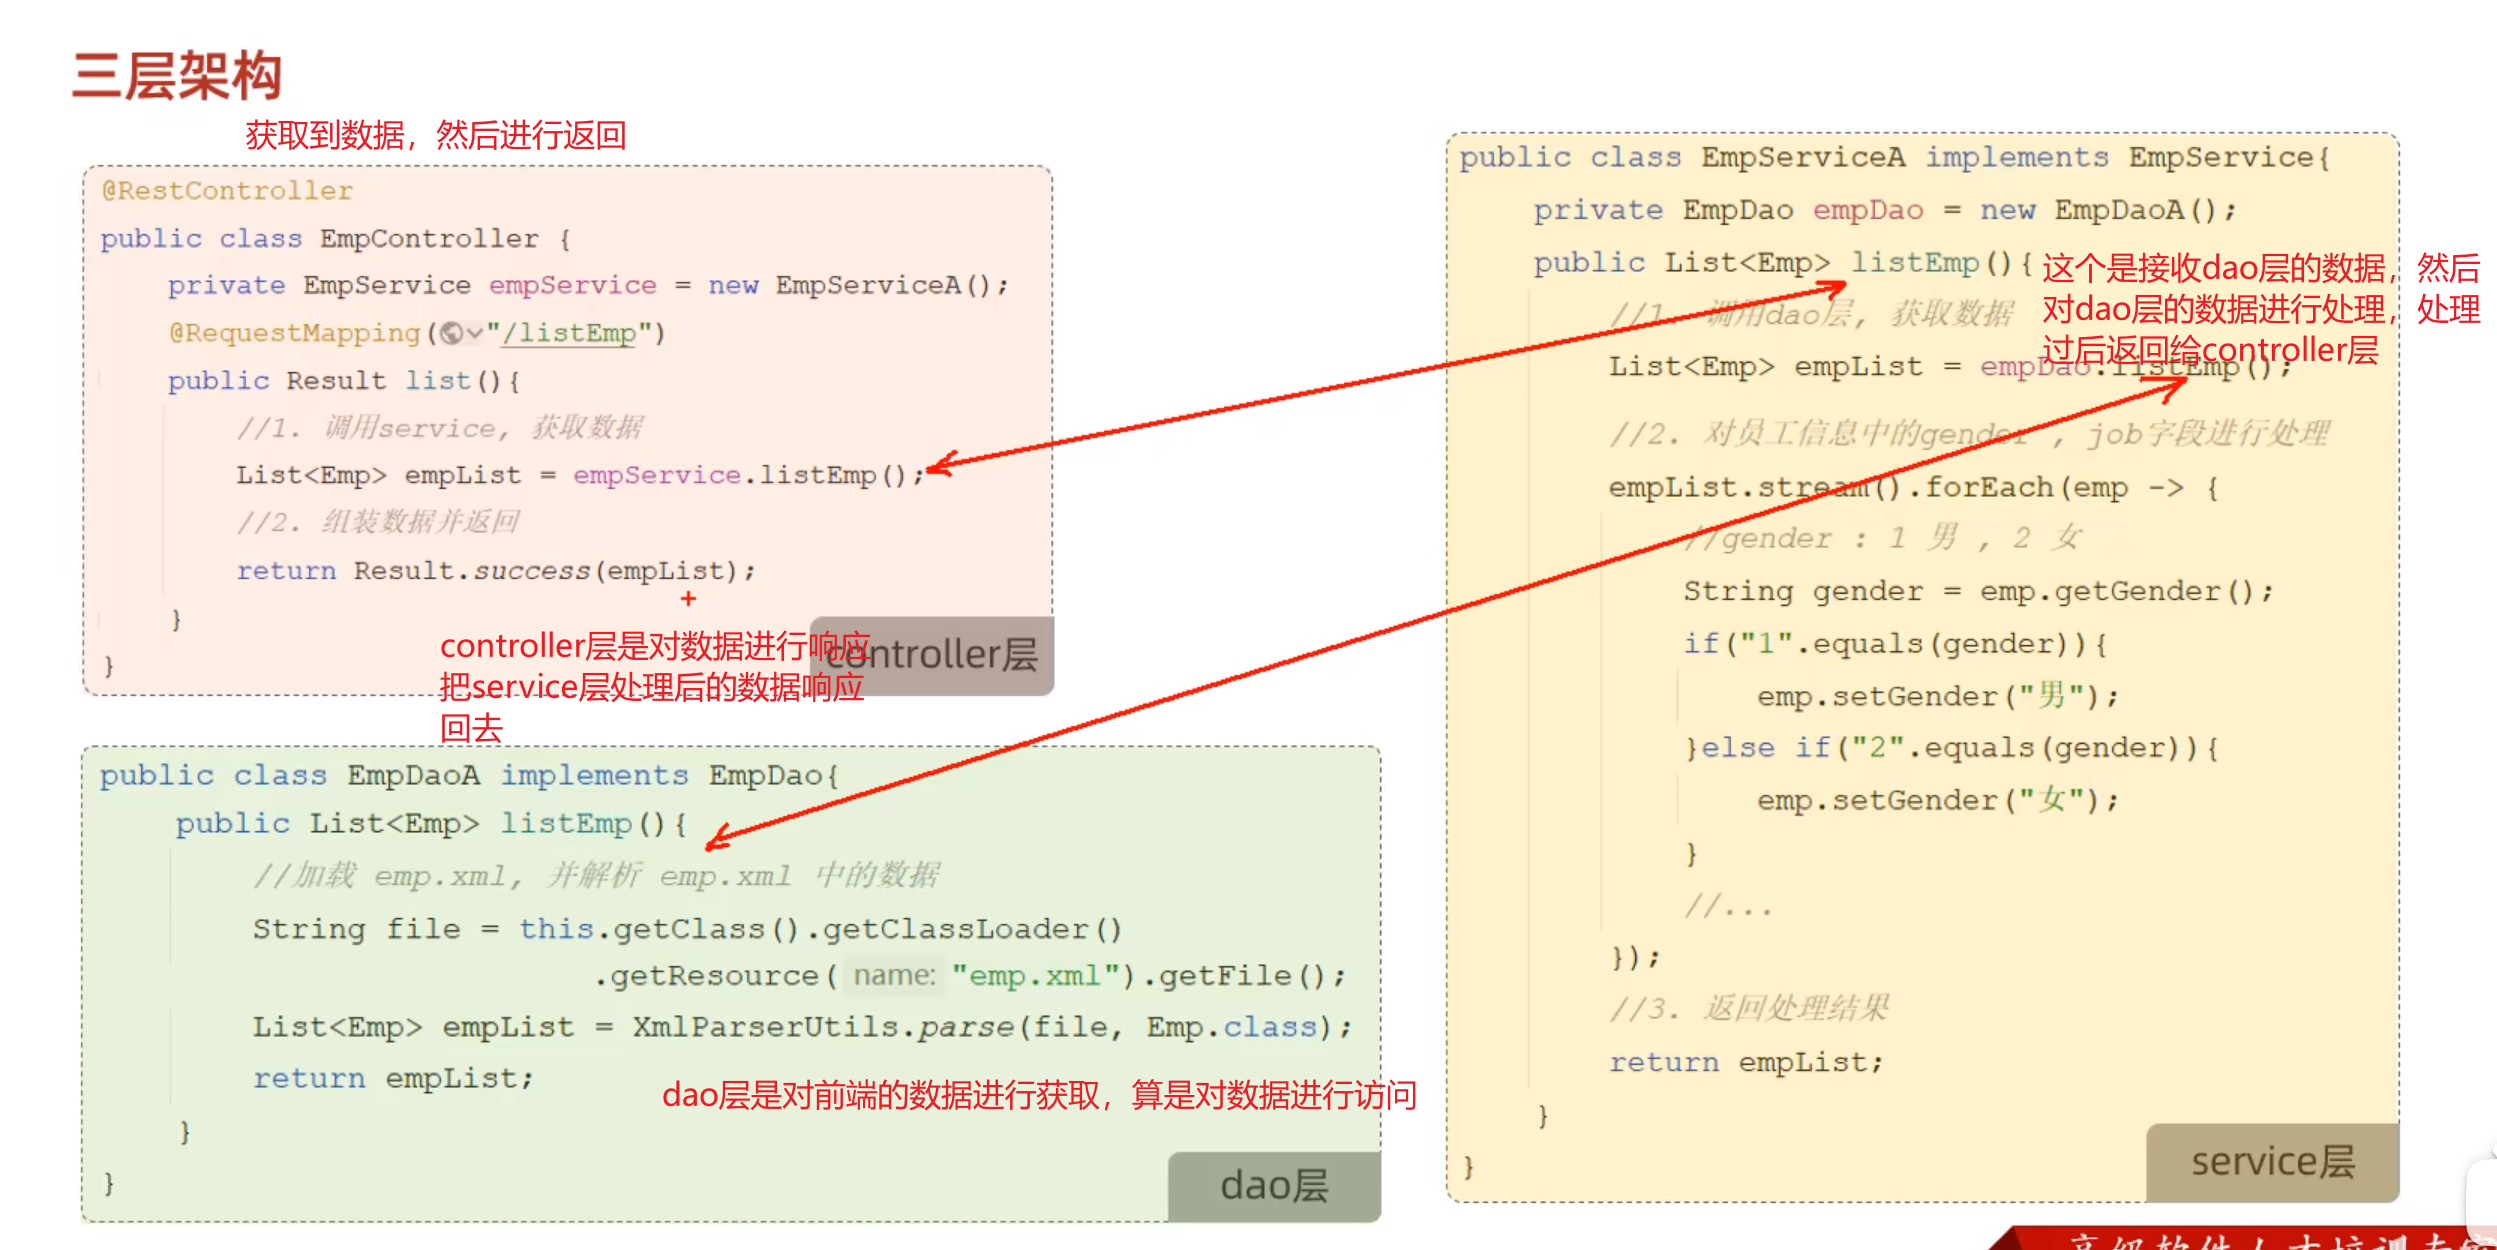 三层架构
获取到数据，然后进行返回
@RestController
public class EmpController {
private EmpService empService = new EmpServiceA();
@RequestMapping("/listEmp")
public Result list(){
//1. 调用service, 获取数据
List<Emp> empList = empService.listEmp();
//2. 组装数据并返回
return Result.success(empList);
}
}
controller层
controller层是对数据进行响应
把service层处理后的数据响应
回去
public class EmpDaoA implements EmpDao{
public List<Emp> listEmp(){
//加载 emp.xml, 并解析 emp.xml 中的数据
String file = this.getClass().getClassLoader()
.getResource( name: "emp.xml").getFile();
List<Emp> empList = XmlParserUtils.parse(file, Emp.class);
return empList;
dao层是对前端的数据进行获取，算是对数据进行访问
}
}
dao层
public class EmpServiceA implements EmpService{
private EmpDao empDao = new EmpDaoA();
public List<Emp> listEmp(){
这个是接收dao层的数据，然后
对dao层的数据进行处理，处理
过后返回给controller层
//1. 调用dao层, 获取数据
List<Emp> empList = empDao.listEmp();
//2. 对员工信息中的gender , job字段进行处理
empList.stream().forEach(emp -> {
//gender : 1 男 , 2 女
String gender = emp.getGender();
if("1".equals(gender)){
emp.setGender("男");
}else if("2".equals(gender)){
emp.setGender("女");
}
//...
});
//3. 返回处理结果
return empList;
}
}
service层